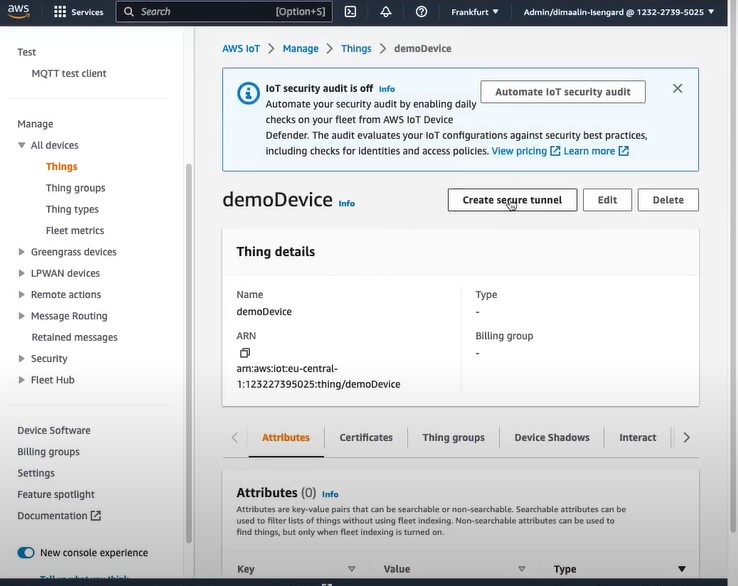 aws
Services
Search
[Option+S]
Frankfurt ▼
Admin/dimaalin-Isengard @ 1232-2739-5025 ▼
Test
MQTT test client
Manage
All devices
Things
Thing groups
Thing types
Fleet metrics
Greengrass devices
LPWAN devices
Remote actions
Message Routing
Retained messages
Security
Fleet Hub
Device Software
Billing groups
Settings
Feature spotlight
Documentation
New console experience
Tell us what you think
AWS IoT > Manage > Things > demoDevice
IoT security audit is off Info
Automate your security audit by enabling daily
checks on your fleet from AWS IoT Device
Defender. The audit evaluates your IoT configurations against security best practices,
including checks for identities and access policies. View pricing Learn more
Automate IoT security audit
demoDevice Info
Create secure tunnel
Edit
Delete
Thing details
Name
demoDevice
ARN
arn:aws:iot:eu-central-
1:123227395025:thing/demoDevice
Type
-
Billing group
-
Attributes
Certificates
Thing groups
Device Shadows
Interact
Attributes (0) Info
Attributes are key-value pairs that can be searchable or non-searchable. Searchable attributes can be
used to filter lists of things without using fleet indexing. Non-searchable attributes can be used to
find things, but only when fleet indexing is turned on.
Key
Value
Type